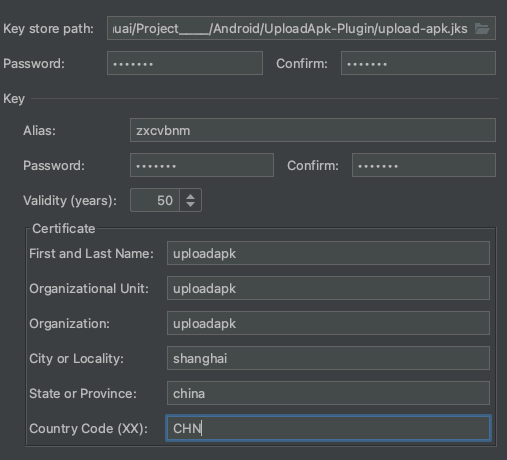 Key store path: uai/Project_____/Android/UploadApk-Plugin/upload-apk.jks
Password: ••••••• Confirm: •••••••
Key
Alias: zxcvbnm
Password: ••••••• Confirm: •••••••
Validity (years): 50
Certificate
First and Last Name: uploadapk
Organizational Unit: uploadapk
Organization: uploadapk
City or Locality: shanghai
State or Province: china
Country Code (XX): CHN